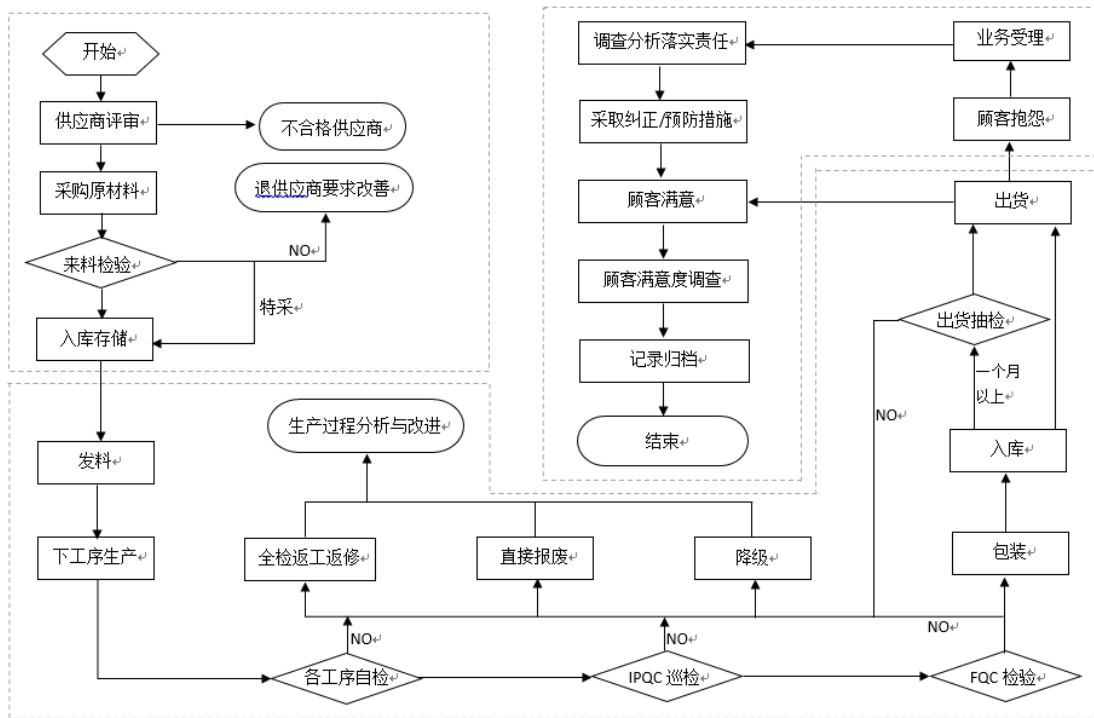 开始
供应商评审
不合格供应商
采购原材料
退供应商要求改善
NO
来料检验
特采
入库存储
调查分析落实责任
业务受理
采取纠正/预防措施
顾客抱怨
顾客满意
出货
顾客满意度调查
出货抽检
记录归档
一个月
以上
NO
结束
入库
生产过程分析与改进
发料
下工序生产
全检返工返修
直接报废
降级
包装
NO
NO
NO
各工序自检
IPQC 巡检
FQC 检验